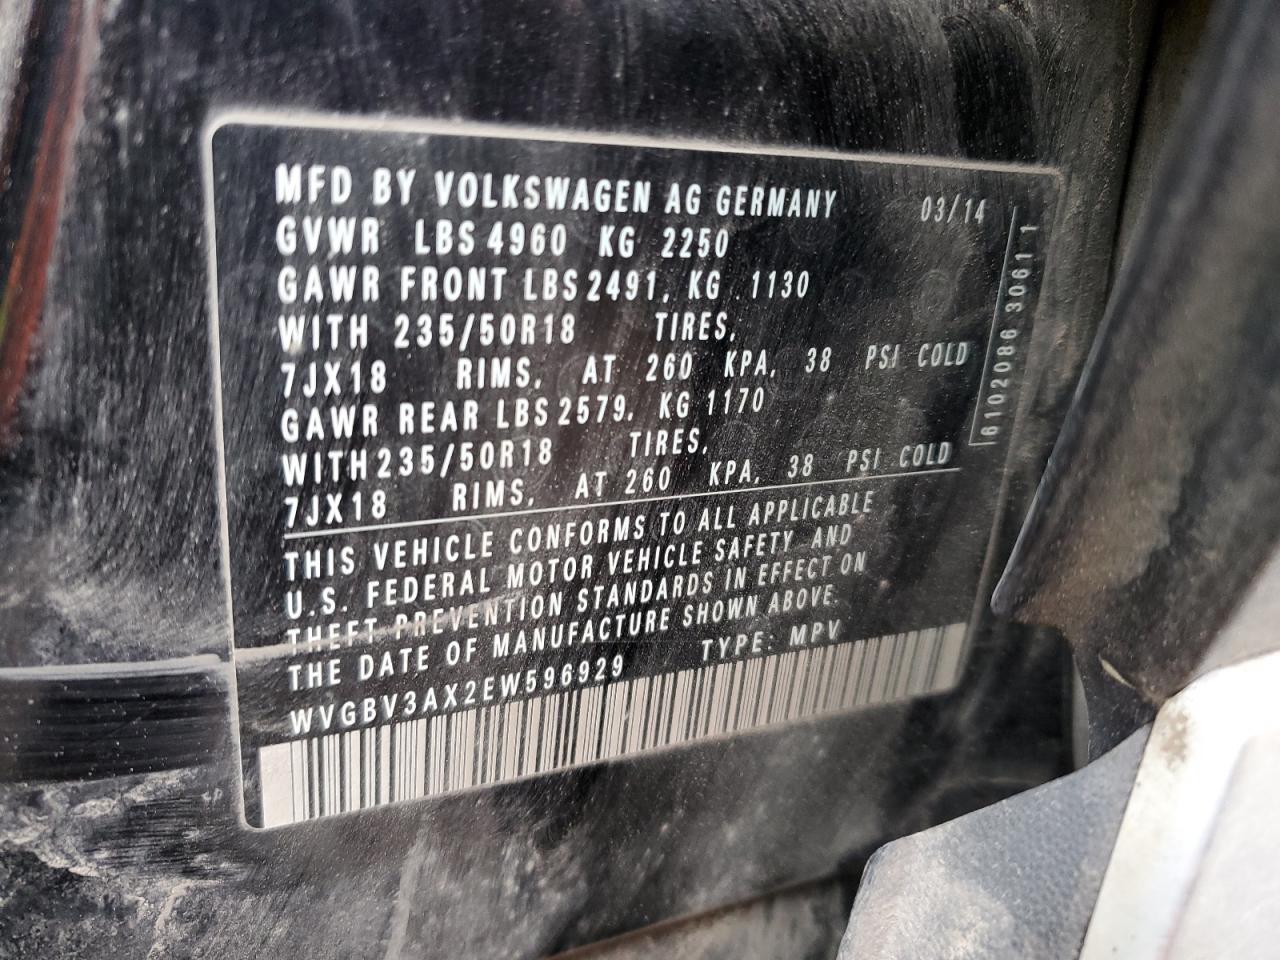 MFD BY VOLKSWAGEN AG GERMANY 03/14
GVWR LBS 4960 KG 2250
GAWR FRONT LBS 2491, KG 1130
WITH 235/50R18 TIRES,
7JX18 RIMS, AT 260 KPA, 38 PSI COLD
GAWR REAR LBS 2579, KG 1170
WITH 235/50R18 TIRES,
7JX18 RIMS, AT 260 KPA, 38 PSI COLD
THIS VEHICLE CONFORMS TO ALL APPLICABLE
U.S. FEDERAL MOTOR VEHICLE SAFETY AND
THEFT PREVENTION STANDARDS IN EFFECT ON
THE DATE OF MANUFACTURE SHOWN ABOVE.
WVGBV3AX2EW596929 TYPE: MPV
6102086 30611